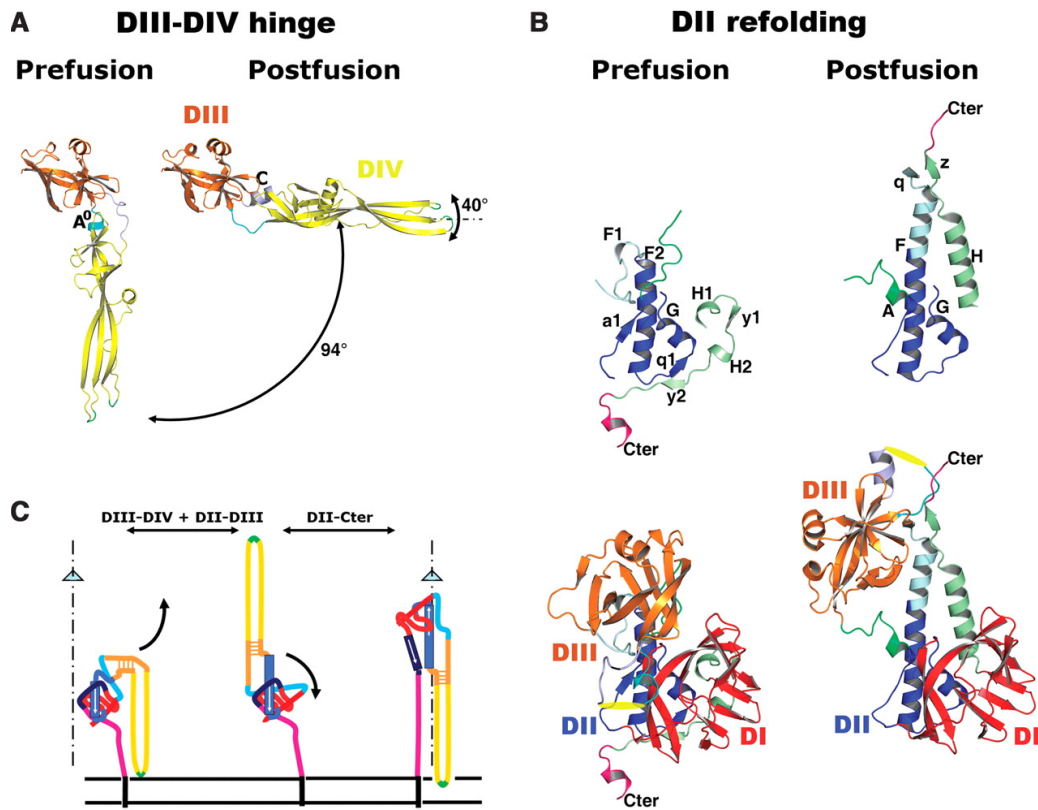 A DIII-DIV hinge
Prefusion Postfusion
DIII
DIV
C
A⁰
40°
94°
B DII refolding
Prefusion Postfusion
Cter
z
q
F
H
A
G
F1
F2
H1
G
a1
y1
q1
H2
y2
Cter
C
DIII-DIV + DII-DIII DII-Cter
DIII
DII
DI
Cter
Cter
DIII
DII
DI